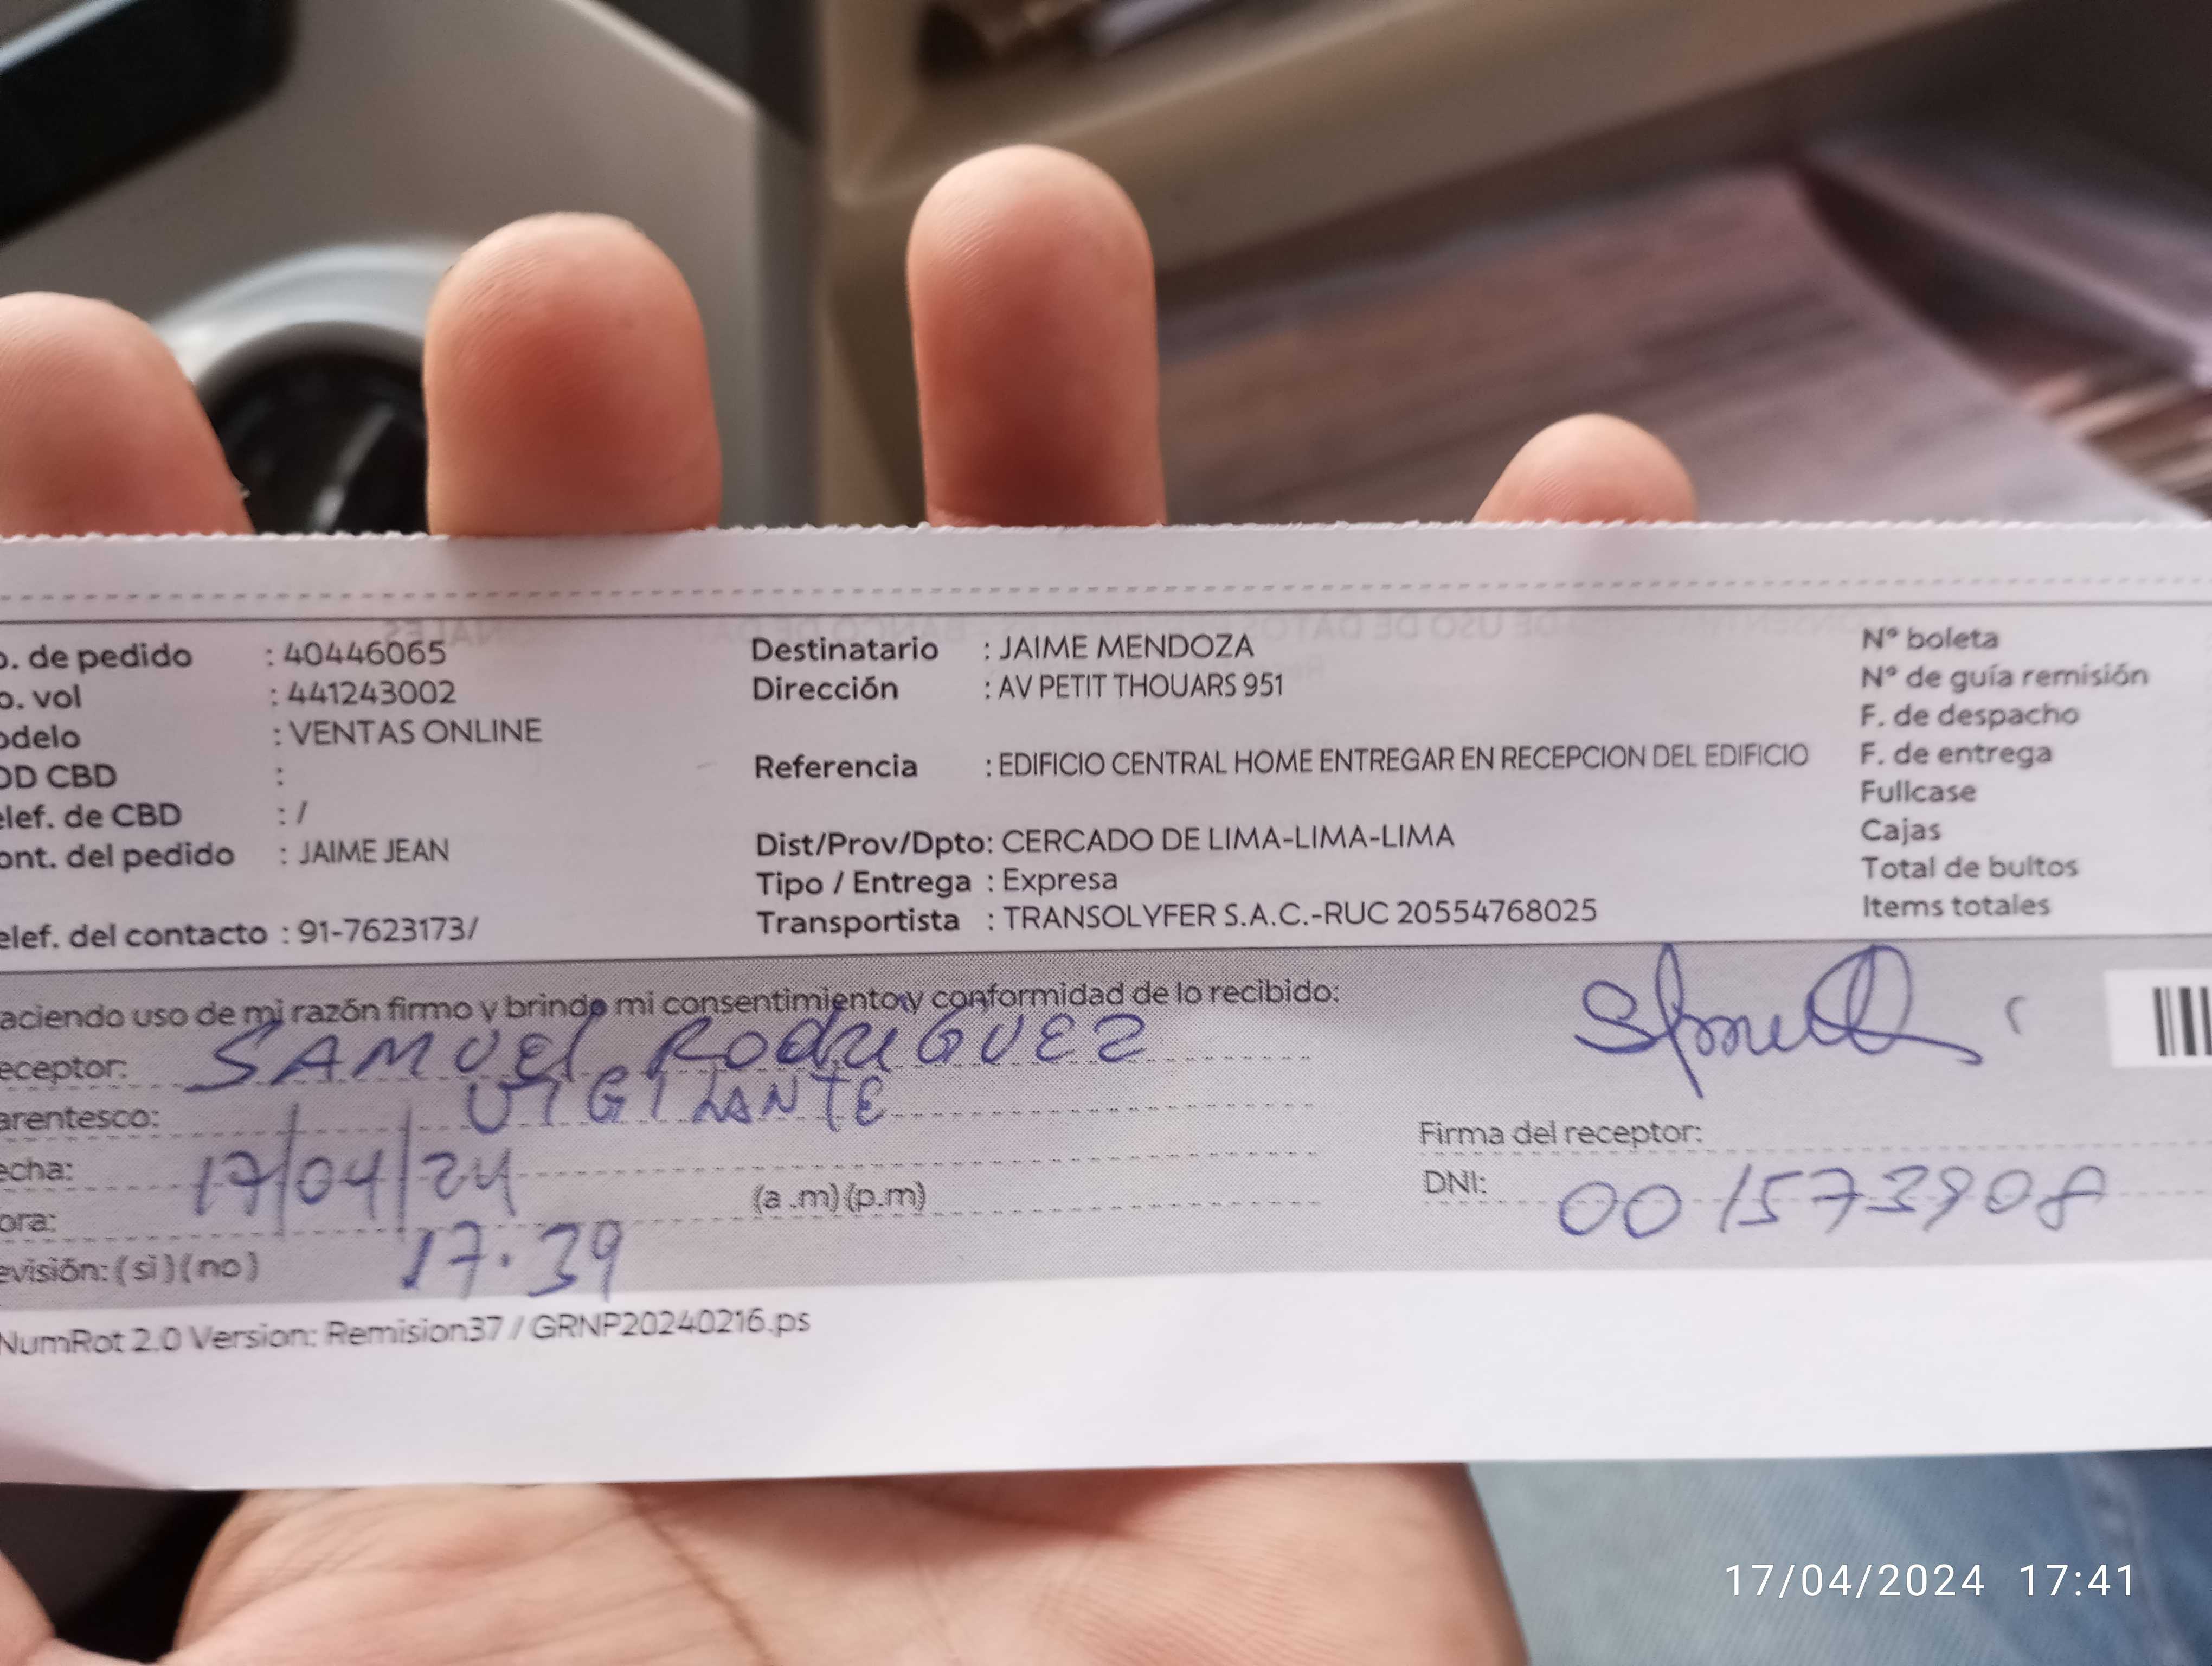 o. de pedido : 40446065
o. vol : 441243002
odelo : VENTAS ONLINE
OD CBD :
elef. de CBD : /
ont. del pedido : JAIME JEAN
elef. del contacto : 91-7623173/
Destinatario : JAIME MENDOZA
Dirección : AV PETIT THOUARS 951
Referencia : EDIFICIO CENTRAL HOME ENTREGAR EN RECEPCION DEL EDIFICIO
Dist/Prov/Dpto: CERCADO DE LIMA-LIMA-LIMA
Tipo / Entrega : Expresa
Transportista : TRANSOLYFER S.A.C.-RUC 20554768025
N° boleta
N° de guía remisión
F. de despacho
F. de entrega
Fullcase
Cajas
Total de bultos
Items totales
aciendo uso de mi razón firmo y brindo mi consentimiento y conformidad de lo recibido:
eceptor: SAMUEL RODRIGUEZ
arentesco: VIGILANTE
echa: 17/04/24
ora: 17.39 (a .m) (p.m)
evisión: (si) (no)
Firma del receptor:
DNI: 001573908
NumRot 2.0 Version: Remision37 / GRNP20240216.ps
17/04/2024 17:41